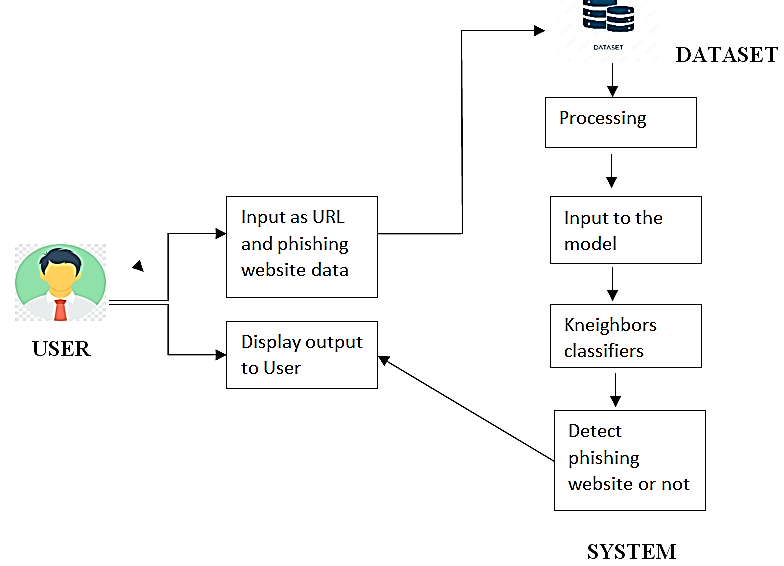 DATASET
DATASET
Processing
Input as URL
and phishing
website data
Input to the
model
USER
Display output
to User
Kneighbors
classifiers
Detect
phishing
website or not
SYSTEM